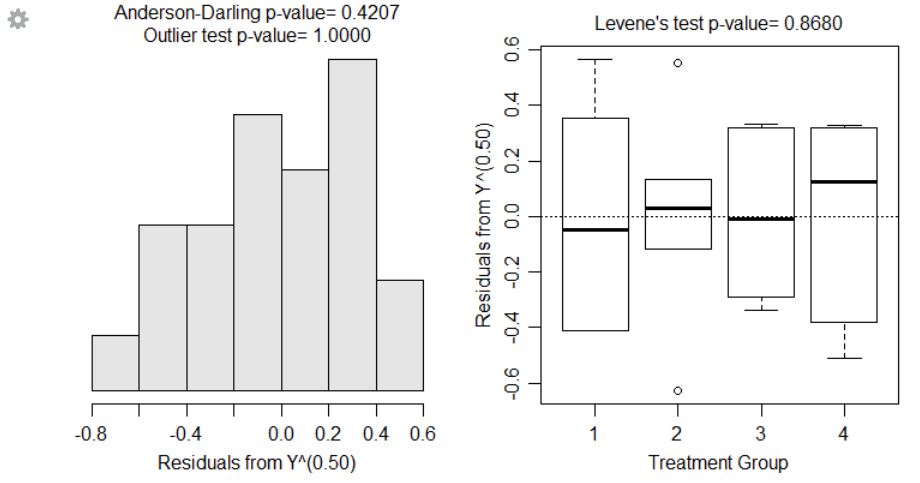 Anderson-Darling p-value= 0.4207
Outlier test p-value= 1.0000
-0.8 -0.4 0.0 0.2 0.4 0.6
Residuals from Y^(0.50)
Levene's test p-value= 0.8680
Residuals from Y^(0.50)
0.6
0.4
0.2
0.0
-0.2
-0.4
-0.6
1 2 3 4
Treatment Group